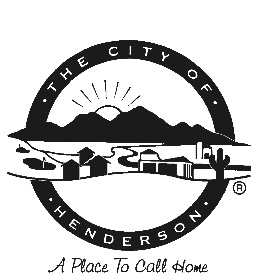 · THE CITY OF ·
HENDERSON
®
A Place To Call Home